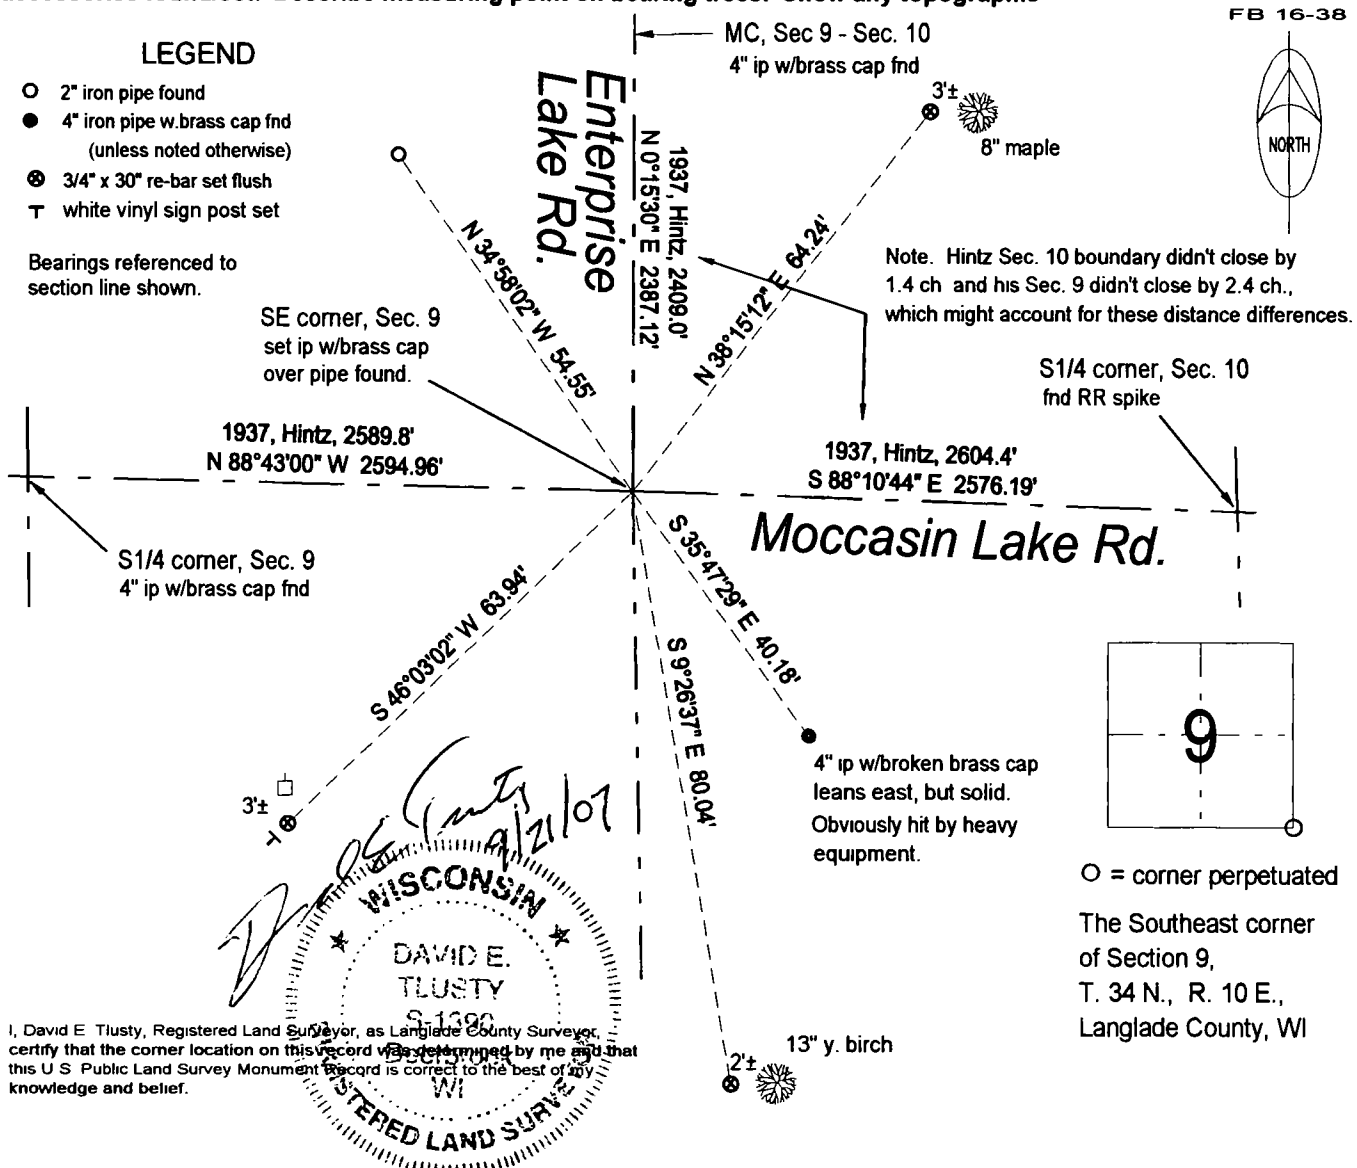 FB 16-38
LEGEND
2" iron pipe found
4" iron pipe w.brass cap fnd
(unless noted otherwise)
3/4" x 30" re-bar set flush
white vinyl sign post set
Bearings referenced to
section line shown.
MC, Sec 9 - Sec. 10
4" ip w/brass cap fnd
Enterprise
Lake Rd.
1937, Hintz, 2409.0'
N 0°15'30" E 2387.12'
3'±
8" maple
NORTH
N 34°58'02" W 54.55'
N 38°15'12" E 64.24'
Note. Hintz Sec. 10 boundary didn't close by
1.4 ch and his Sec. 9 didn't close by 2.4 ch.,
which might account for these distance differences.
SE corner, Sec. 9
set ip w/brass cap
over pipe found.
S1/4 corner, Sec. 10
fnd RR spike
1937, Hintz, 2589.8'
N 88°43'00" W 2594.96'
1937, Hintz, 2604.4'
S 88°10'44" E 2576.19'
Moccasin Lake Rd.
S1/4 corner, Sec. 9
4" ip w/brass cap fnd
S 46°03'02" W 63.94'
S 35°47'29" E 40.18'
S 9°26'37" E 80.04'
4" ip w/broken brass cap
leans east, but solid.
Obviously hit by heavy
equipment.
9
3'±
9/21/07
O = corner perpetuated
The Southeast corner
of Section 9,
T. 34 N., R. 10 E.,
Langlade County, WI
WISCONSIN
DAVID E.
TLUSTY
S-1390
WI
REGISTERED LAND SURVEYOR
I, David E Tlusty, Registered Land Surveyor, as Langlade County Surveyor,
certify that the corner location on this record was determined by me and that
this U S Public Land Survey Monument Record is correct to the best of my
knowledge and belief.
2'±
13" y. birch